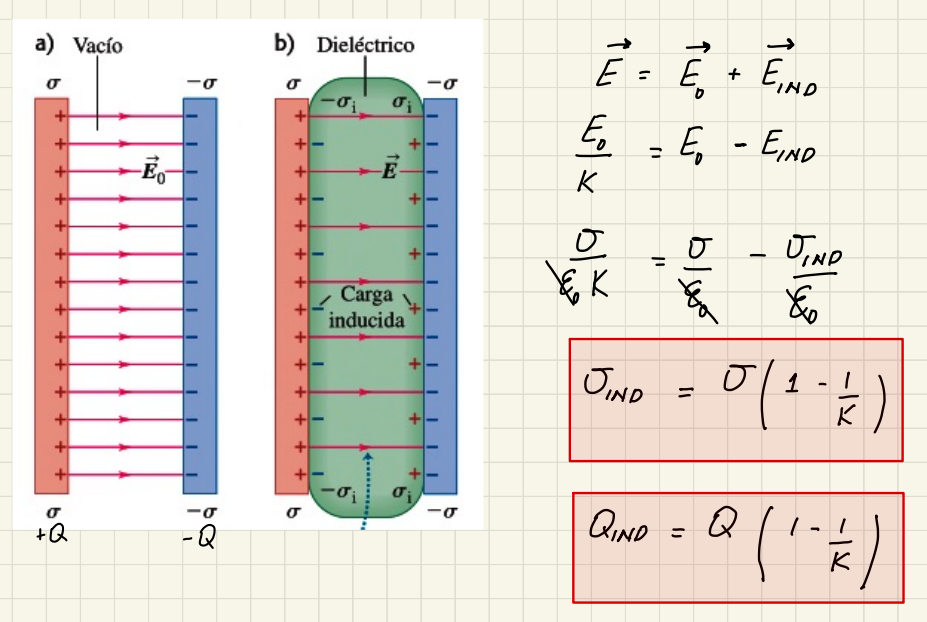 a) Vacío
σ -σ
+ -
+ -
+ E⃗₀ -
+ -
+ -
+ -
+ -
+ -
+ -
+ -
+ -
+ -
+ -
+ -
σ -σ
+Q -Q
b) Dieléctrico
σ -σ
-σᵢ σᵢ
+ -
+ - + -
+ E⃗ -
+ - + -
+ -
+ - + -
+ -
+ - Carga + -
inducida
+ -
+ - + -
+ -
+ - + -
+ -
+ - + -
-σᵢ σᵢ
σ -σ
E⃗ = E⃗₀ + E⃗IND
E₀/K = E₀ - EIND
σ/(ε₀ K) = σ/ε₀ - σIND/ε₀
σIND = σ(1 - 1/K)
QIND = Q(1 - 1/K)